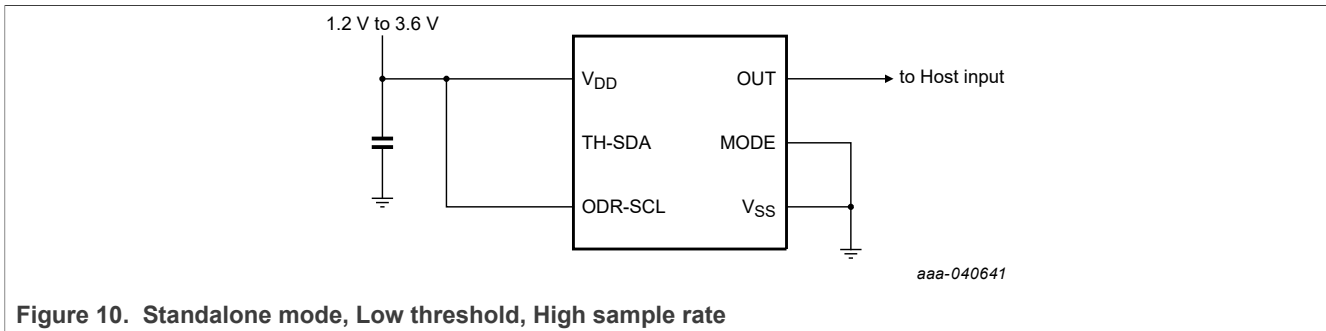 1.2 V to 3.6 V
VDD
OUT
to Host input
TH-SDA
MODE
ODR-SCL
VSS
aaa-040641
Figure 10. Standalone mode, Low threshold, High sample rate